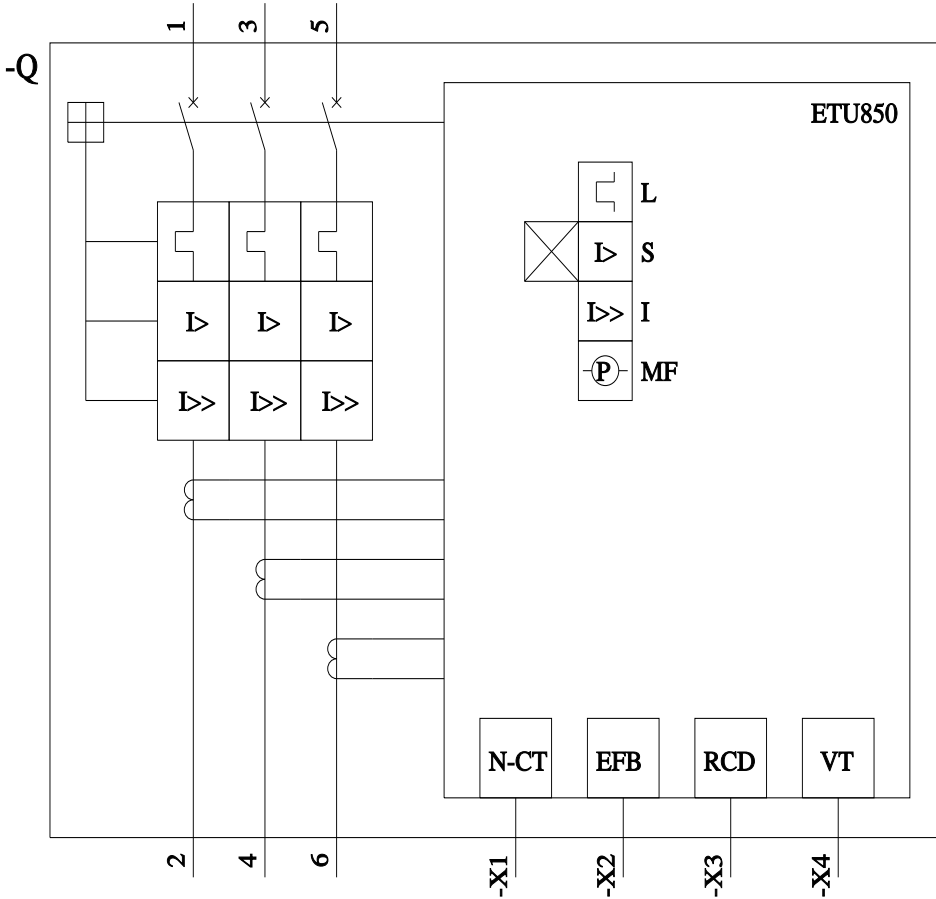 1 3 5
-Q
ETU850
L
I> S
I> I> I> I>> I
P MF
I>> I>> I>>
N-CT EFB RCD VT
2 4 6 -X1 -X2 -X3 -X4